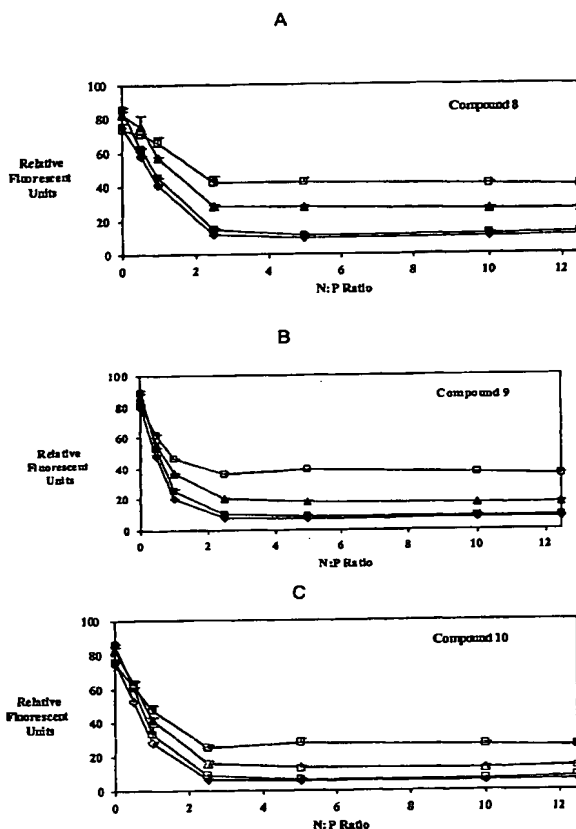 A
100
Compound 8
80
60
Relative
Fluorescent
Units
40
20
0
0 2 4 6 8 10 12
N:P Ratio
B
100
Compound 9
80
60
Relative
Fluorescent
Units
40
20
0
0 2 4 6 8 10 12
N:P Ratio
C
100
Compound 10
80
60
Relative
Fluorescent
Units
40
20
0
0 2 4 6 8 10 12
N:P Ratio